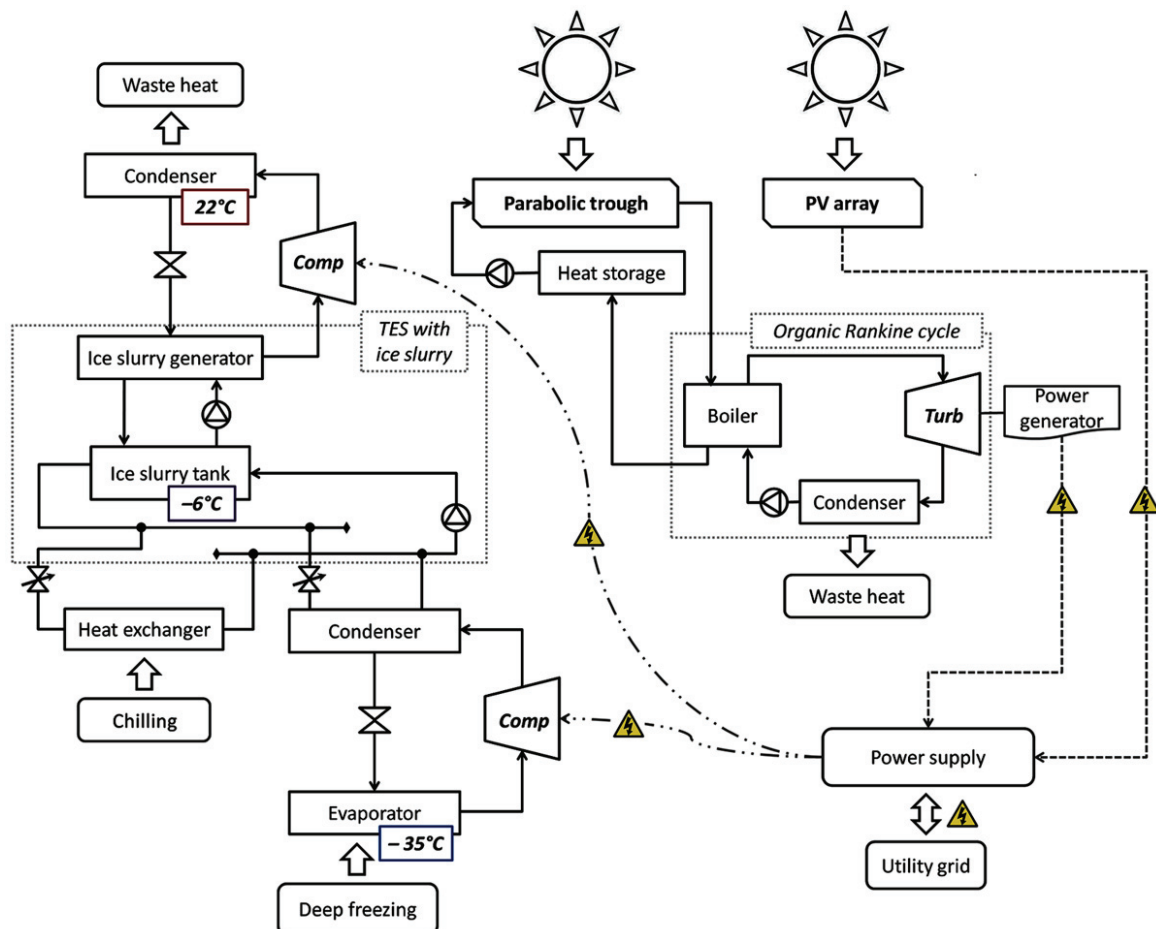 Waste heat
Condenser
22°C
Comp
Parabolic trough
PV array
Heat storage
TES with
ice slurry
Organic Rankine cycle
Ice slurry generator
Boiler
Turb
Power
generator
Ice slurry tank
–6°C
Condenser
Waste heat
Heat exchanger
Condenser
Chilling
Comp
Power supply
Evaporator
– 35°C
Utility grid
Deep freezing